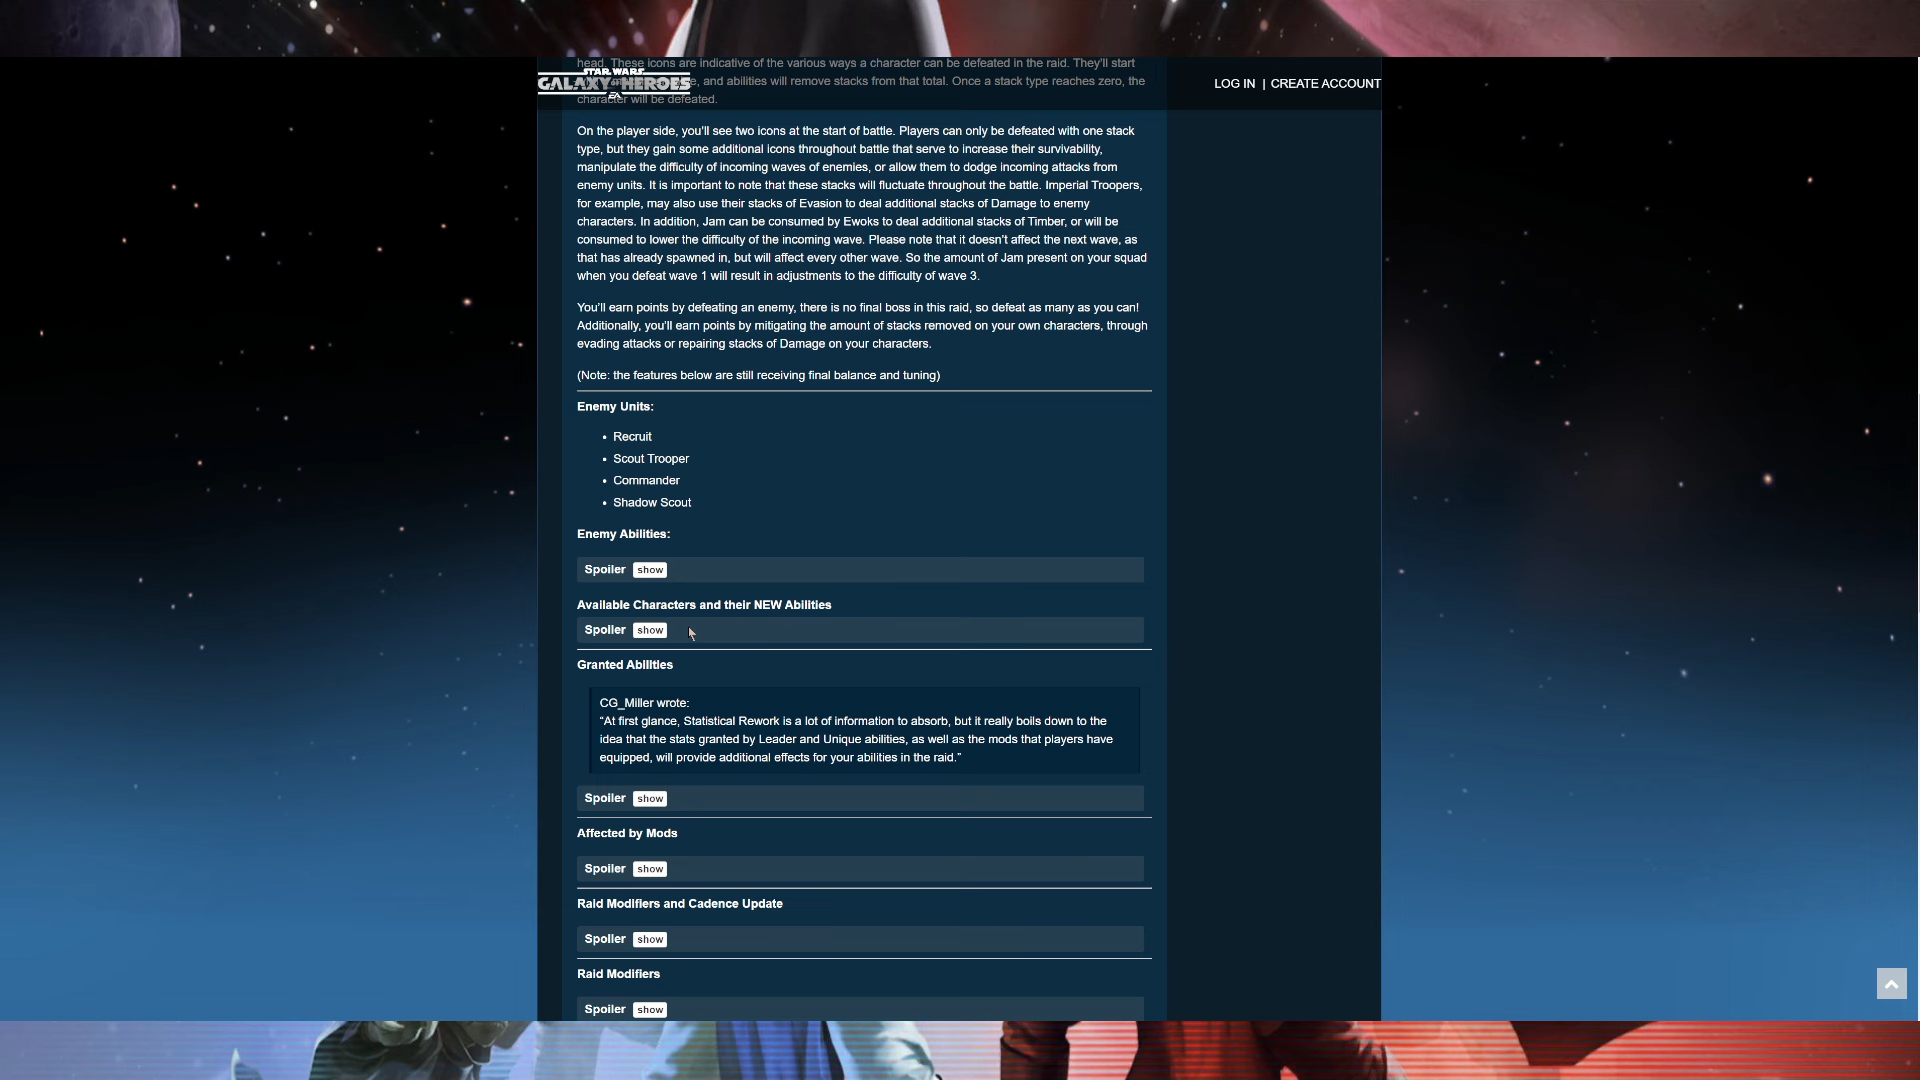 head. These icons are indicative of the various ways a character can be defeated in the raid. They'll start
STAR WARS
GALAXY OF HEROES
EA
LOG IN | CREATE ACCOUNT
, and abilities will remove stacks from that total. Once a stack type reaches zero, the
character will be defeated.
On the player side, you'll see two icons at the start of battle. Players can only be defeated with one stack
type, but they gain some additional icons throughout battle that serve to increase their survivability,
manipulate the difficulty of incoming waves of enemies, or allow them to dodge incoming attacks from
enemy units. It is important to note that these stacks will fluctuate throughout the battle. Imperial Troopers,
for example, may also use their stacks of Evasion to deal additional stacks of Damage to enemy
characters. In addition, Jam can be consumed by Ewoks to deal additional stacks of Timber, or will be
consumed to lower the difficulty of the incoming wave. Please note that it doesn't affect the next wave, as
that has already spawned in, but will affect every other wave. So the amount of Jam present on your squad
when you defeat wave 1 will result in adjustments to the difficulty of wave 3.
You'll earn points by defeating an enemy, there is no final boss in this raid, so defeat as many as you can!
Additionally, you'll earn points by mitigating the amount of stacks removed on your own characters, through
evading attacks or repairing stacks of Damage on your characters.
(Note: the features below are still receiving final balance and tuning)
Enemy Units:
• Recruit
• Scout Trooper
• Commander
• Shadow Scout
Enemy Abilities:
Spoiler show
Available Characters and their NEW Abilities
Spoiler show
Granted Abilities
CG_Miller wrote:
“At first glance, Statistical Rework is a lot of information to absorb, but it really boils down to the
idea that the stats granted by Leader and Unique abilities, as well as the mods that players have
equipped, will provide additional effects for your abilities in the raid.”
Spoiler show
Affected by Mods
Spoiler show
Raid Modifiers and Cadence Update
Spoiler show
Raid Modifiers
Spoiler show